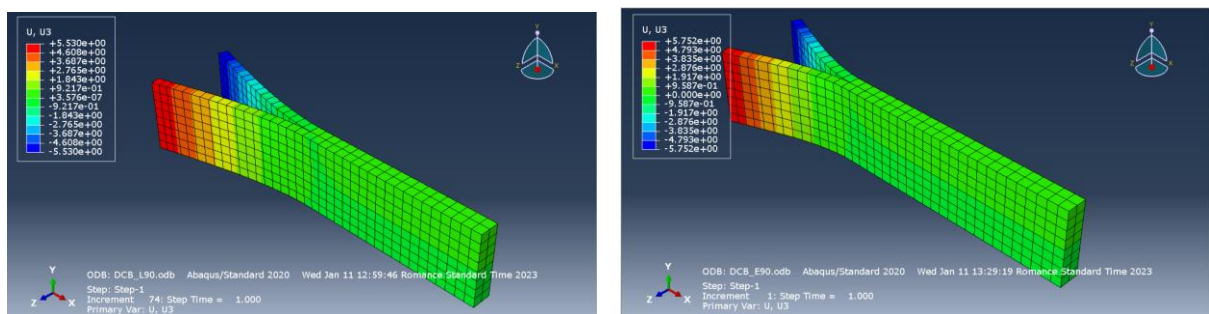 U, U3
+5.530e+00
+4.608e+00
+3.687e+00
+2.765e+00
+1.843e+00
+9.217e-01
+3.576e-07
-9.217e-01
-1.843e+00
-2.765e+00
-3.687e+00
-4.608e+00
-5.530e+00
Y
Z
X
Y
Z
X
ODB: DCB_L90.odb Abaqus/Standard 2020 Wed Jan 11 12:59:46 Romance Standard Time 2023
Step: Step-1
Increment 74: Step Time = 1.000
Primary Var: U, U3
U, U3
+5.752e+00
+4.793e+00
+3.835e+00
+2.876e+00
+1.917e+00
+9.587e-01
+0.000e+00
-9.587e-01
-1.917e+00
-2.876e+00
-3.835e+00
-4.793e+00
-5.752e+00
Y
Z
X
Y
Z
X
ODB: DCB_E90.odb Abaqus/Standard 2020 Wed Jan 11 13:29:19 Romance Standard Time 2023
Step: Step-1
Increment 1: Step Time = 1.000
Primary Var: U, U3